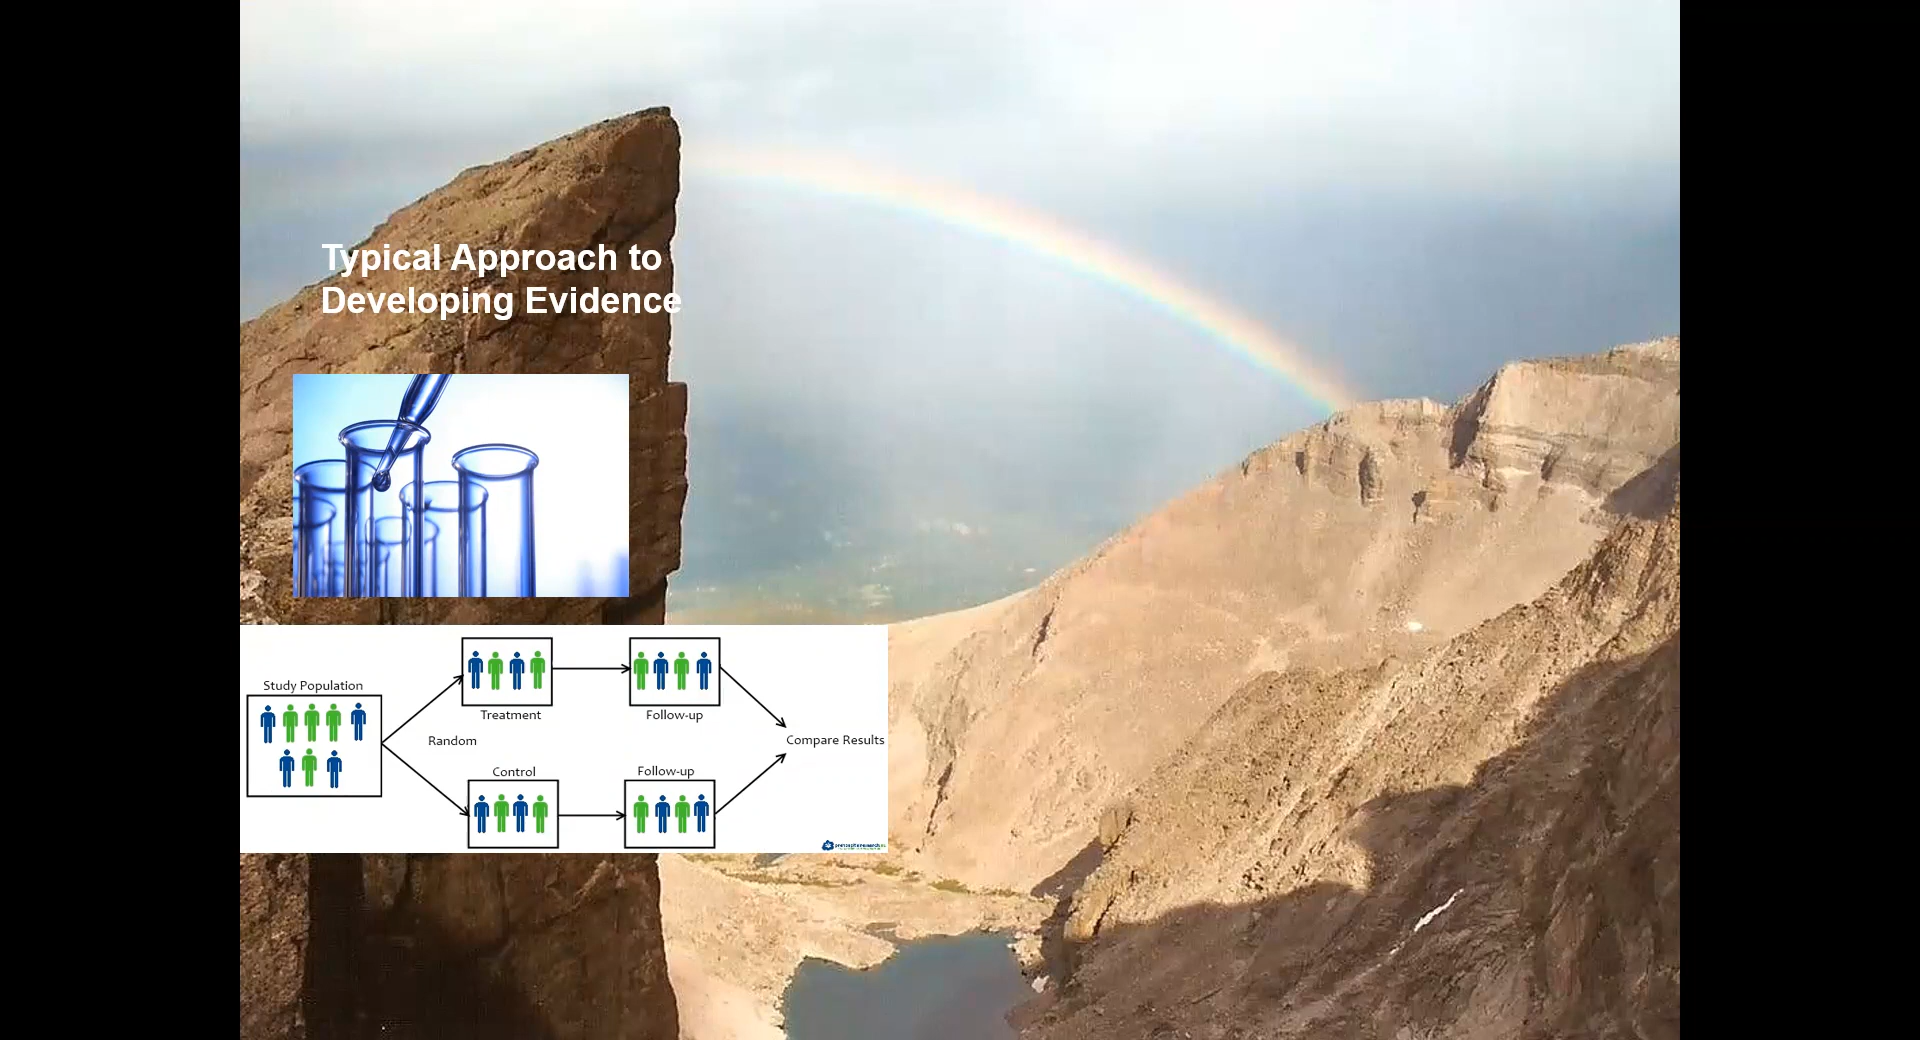 Typical Approach to
Developing Evidence
Study Population
Random
Treatment
Follow-up
Control
Follow-up
Compare Results